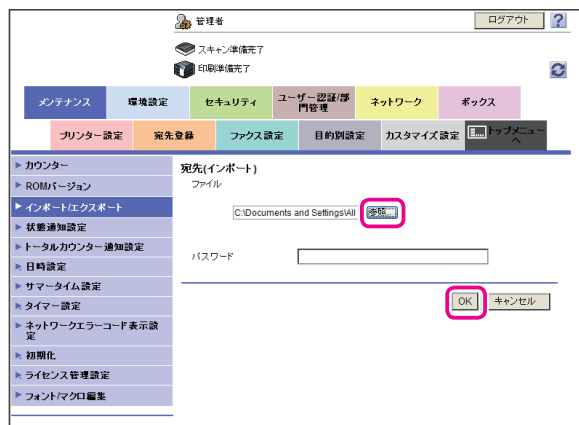 管理者
ログアウト
?
スキャン準備完了
印刷準備完了
メンテナンス
環境設定
セキュリティ
ユーザー認証/部
門管理
ネットワーク
ボックス
プリンター設定
宛先登録
ファクス設定
目的別設定
カスタマイズ設定
トップメニュー
へ
カウンター
ROMバージョン
インポート/エクスポート
状態通知設定
トータルカウンター通知設定
日時設定
サマータイム設定
タイマー設定
ネットワークエラーコード表示設
定
初期化
ライセンス管理設定
フォント/マクロ編集
宛先(インポート)
ファイル
C:\Documents and Settings\All
参照...
パスワード
OK
キャンセル